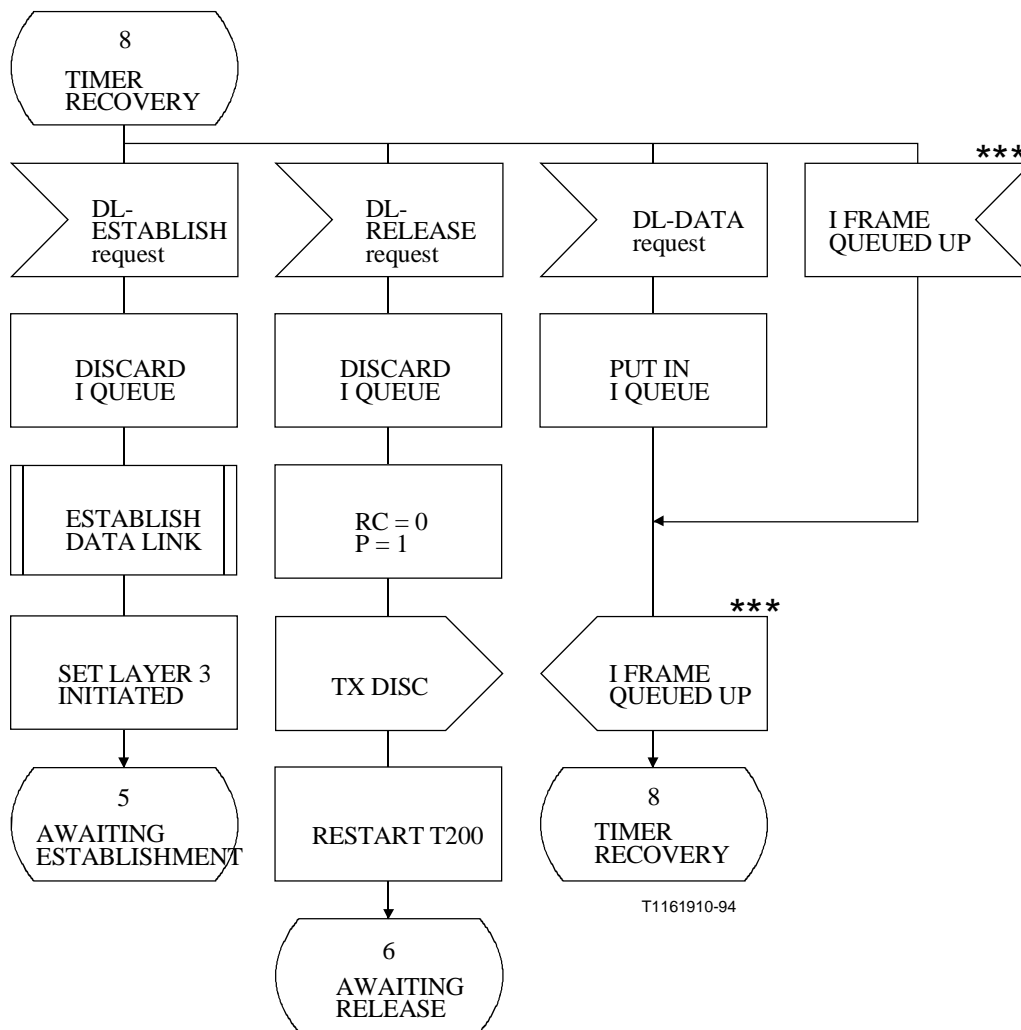 8
TIMER
RECOVERY
***
DL-
ESTABLISH
request
DL-
RELEASE
request
DL-DATA
request
I FRAME
QUEUED UP
DISCARD
I QUEUE
DISCARD
I QUEUE
PUT IN
I QUEUE
ESTABLISH
DATA LINK
RC = 0
P = 1
***
SET LAYER 3
INITIATED
TX DISC
I FRAME
QUEUED UP
5
AWAITING
ESTABLISHMENT
RESTART T200
8
TIMER
RECOVERY
T1161910-94
6
AWAITING
RELEASE